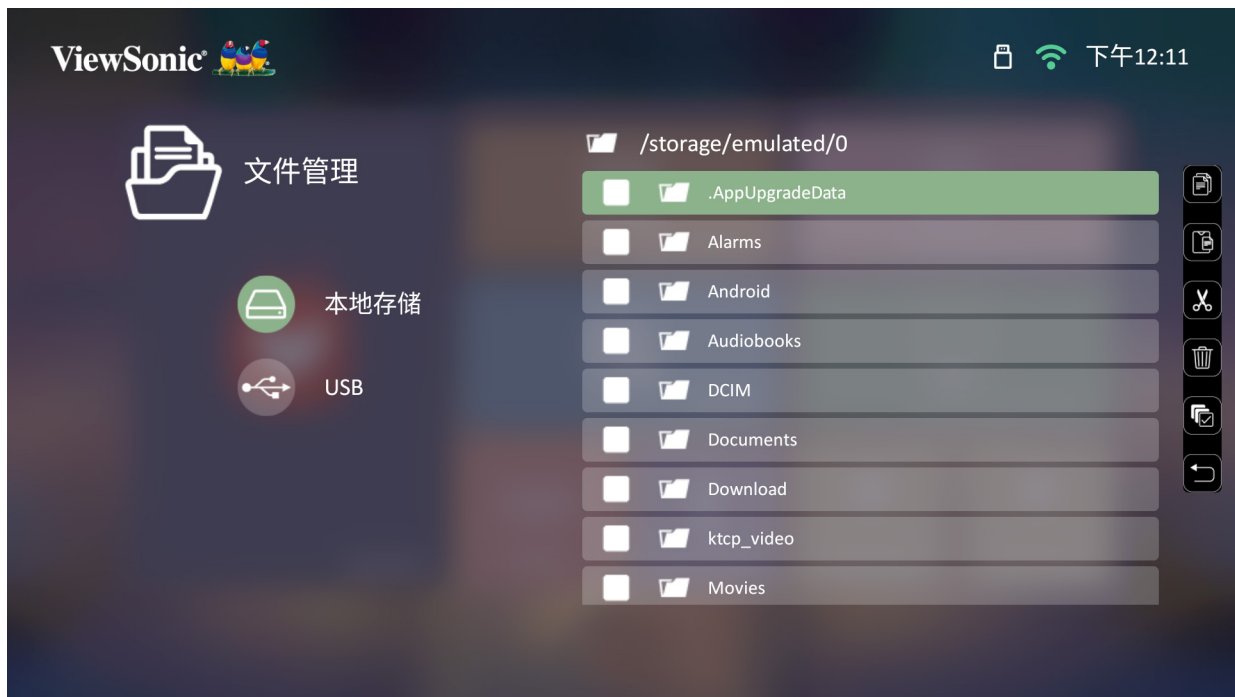 ViewSonic
下午12:11
文件管理
本地存储
USB
/storage/emulated/0
.AppUpgradeData
Alarms
Android
Audiobooks
DCIM
Documents
Download
ktcp_video
Movies